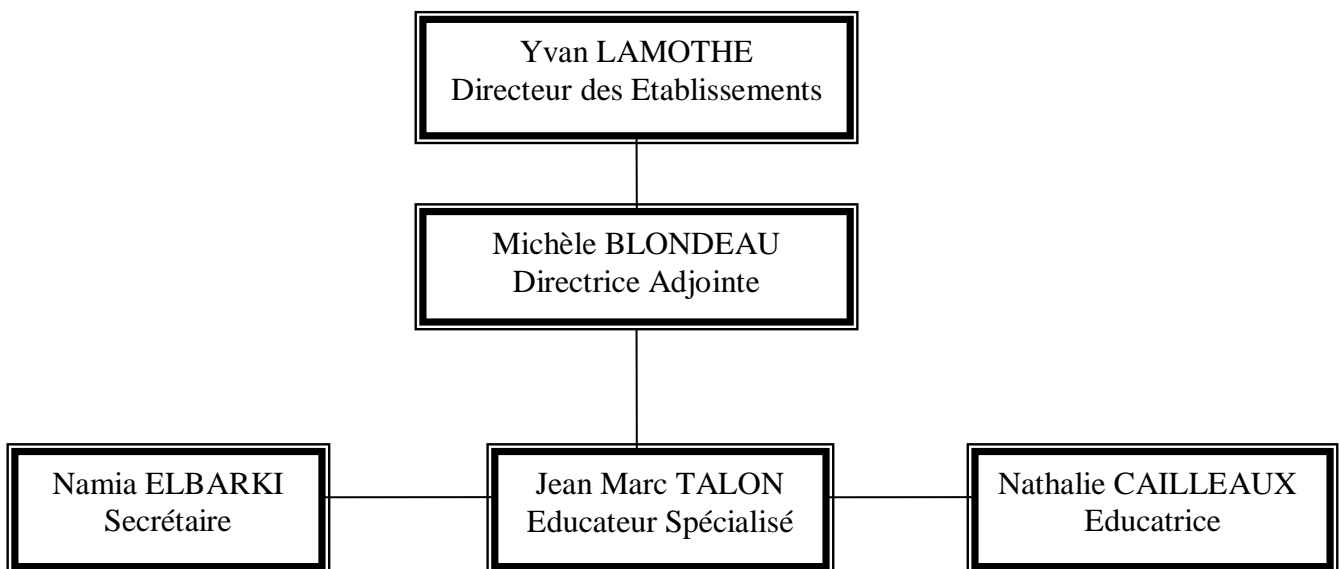 Yvan LAMOTHE
Directeur des Etablissements
Michèle BLONDEAU
Directrice Adjointe
Namia ELBARKI
Secrétaire
Jean Marc TALON
Educateur Spécialisé
Nathalie CAILLEAUX
Educatrice